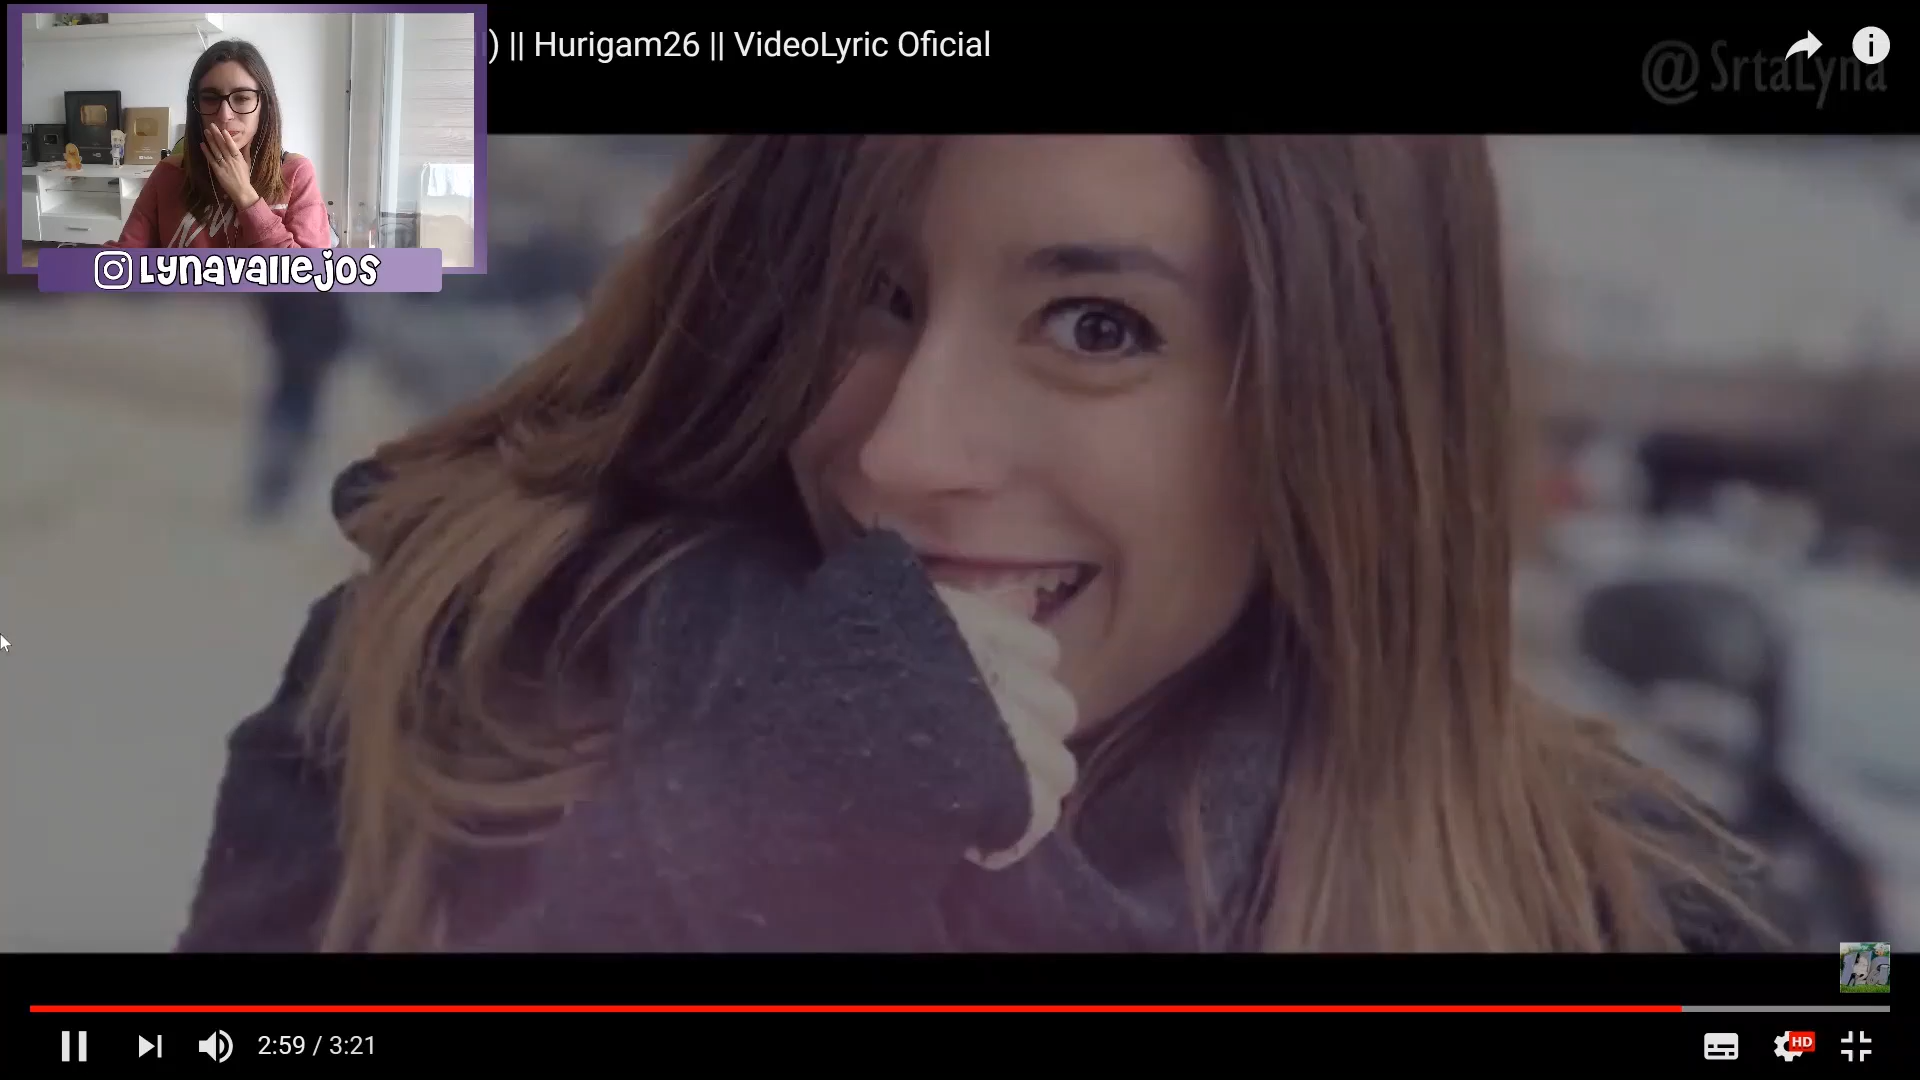 ) || Hurigam26 || VideoLyric Oficial
@SrtaLyna
Lynavallejos
2:59 / 3:21
HD